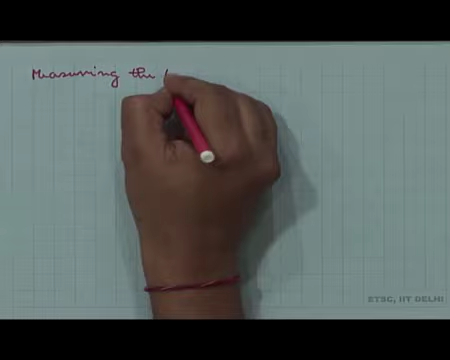 Measuring the
ETSC, IIT DELHI